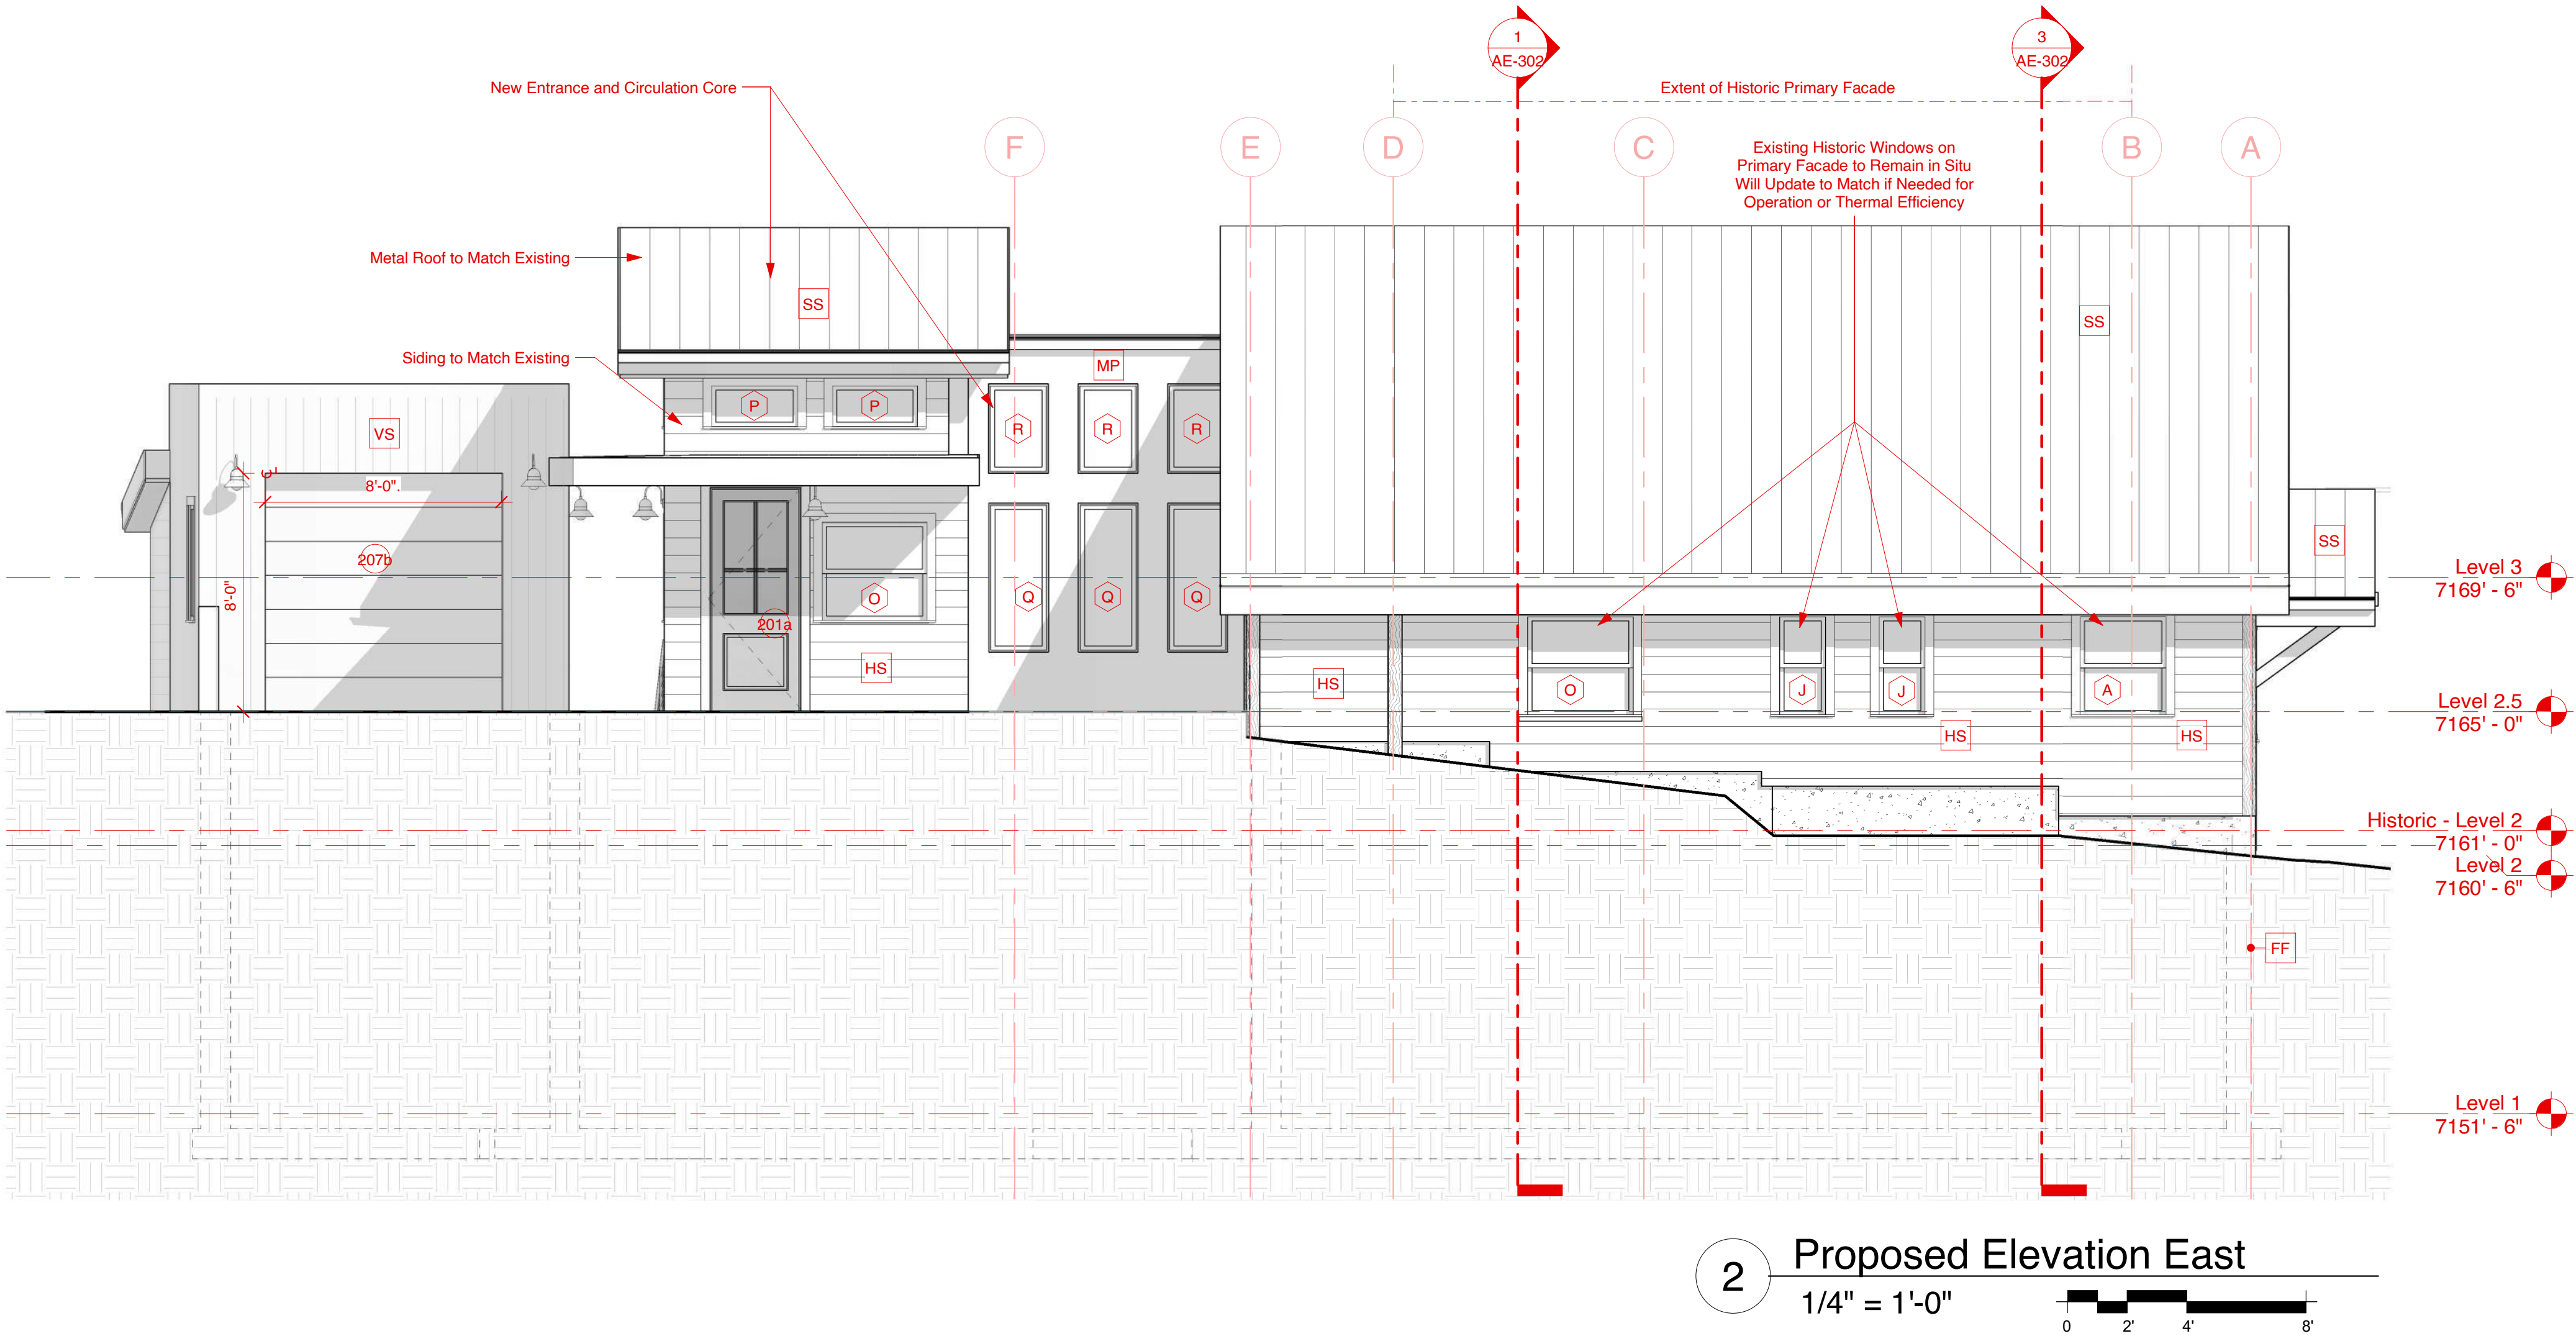 1
AE-302
3
AE-302
New Entrance and Circulation Core
Extent of Historic Primary Facade
F
E
D
C
B
A
Existing Historic Windows on
Primary Facade to Remain in Situ
Will Update to Match if Needed for
Operation or Thermal Efficiency
Metal Roof to Match Existing
SS
SS
Siding to Match Existing
MP
P
P
R
R
R
VS
8'-0".
SS
207b
8'-0"
Level 3
7169' - 6"
O
Q
Q
Q
201a
HS
HS
O
J
J
A
Level 2.5
7165' - 0"
HS
HS
Historic - Level 2
7161' - 0"
Level 2
7160' - 6"
FF
Level 1
7151' - 6"
2
Proposed Elevation East
1/4" = 1'-0"
0
2'
4'
8'